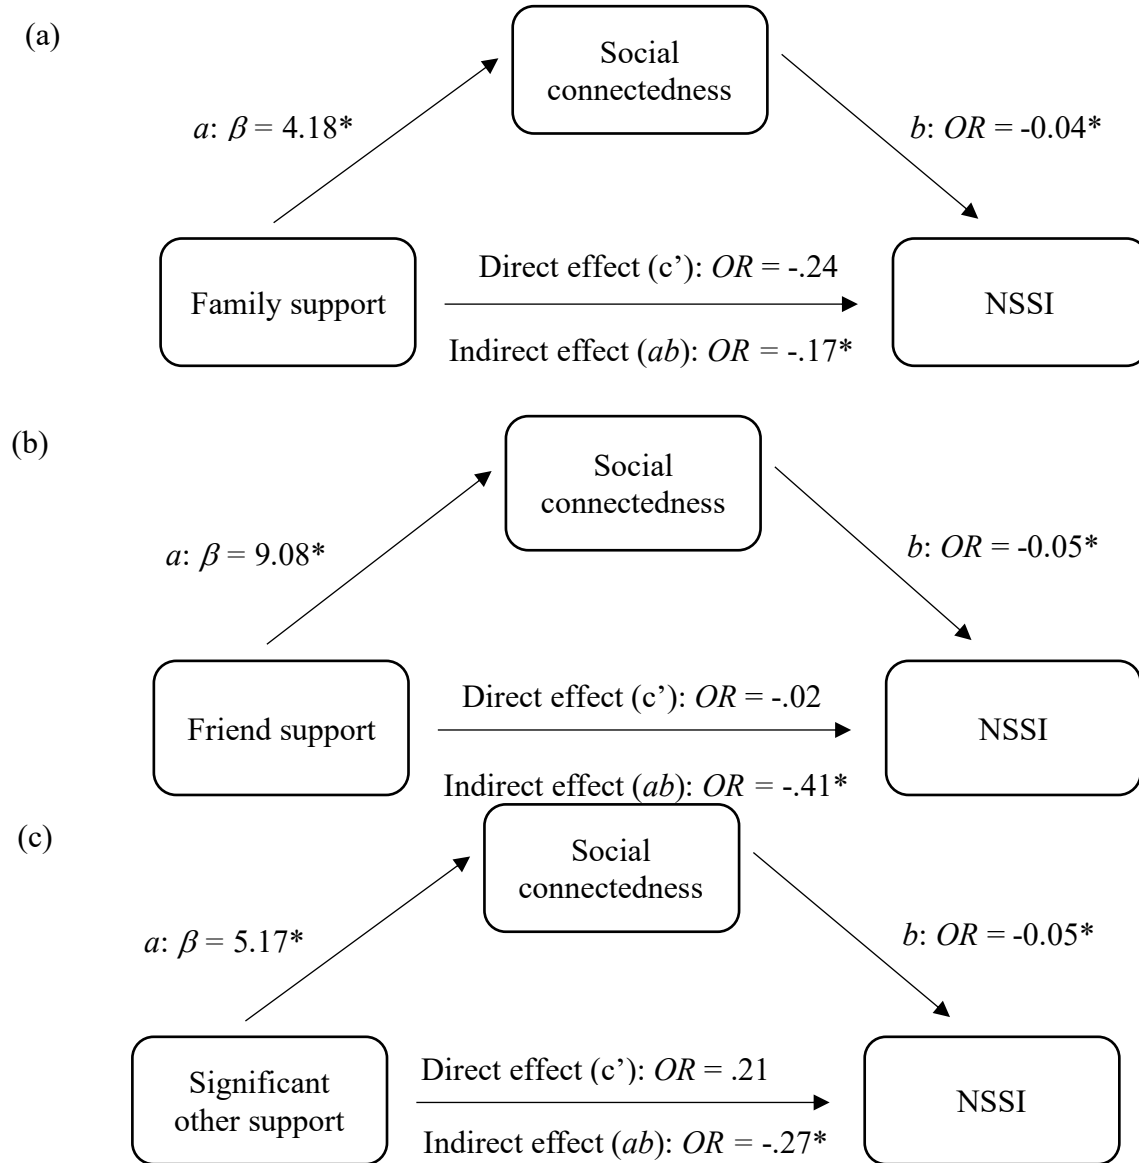 (a)
Social
connectedness
a: β = 4.18*
b: OR = -0.04*
Family support
Direct effect (c’): OR = -.24
Indirect effect (ab): OR = -.17*
NSSI
(b)
Social
connectedness
a: β = 9.08*
b: OR = -0.05*
Friend support
Direct effect (c’): OR = -.02
Indirect effect (ab): OR = -.41*
NSSI
(c)
Social
connectedness
a: β = 5.17*
b: OR = -0.05*
Significant
other support
Direct effect (c’): OR = .21
Indirect effect (ab): OR = -.27*
NSSI